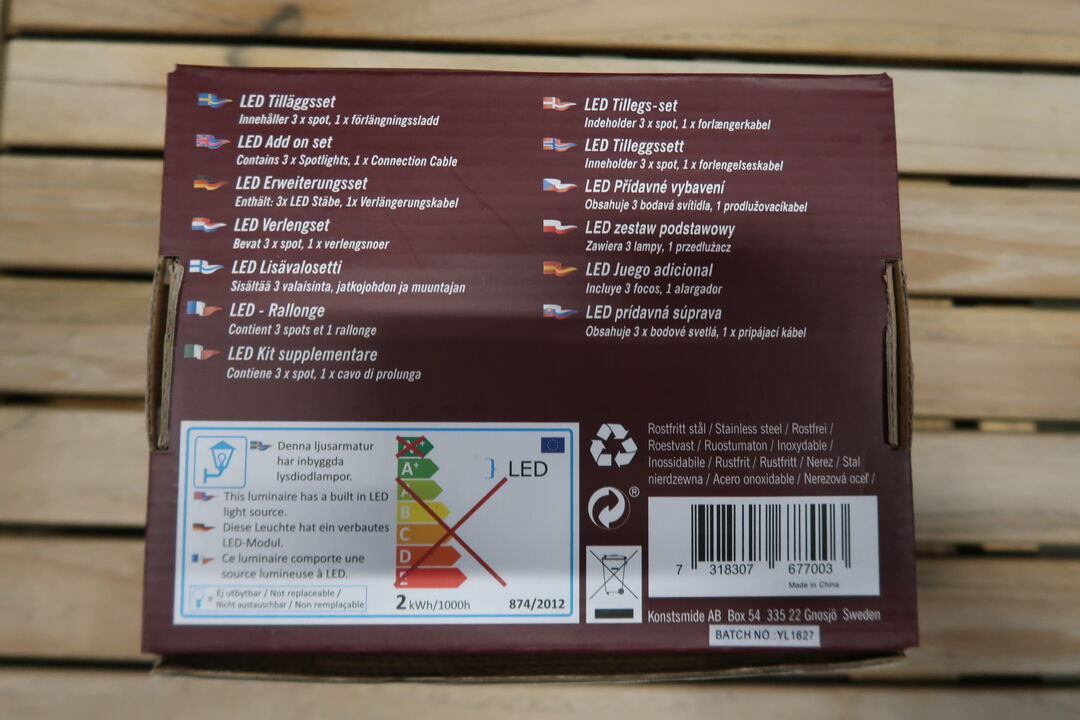 LED Tilläggsset
Innehåller 3 x spot, 1 x förlängningssladd
LED Add on set
Contains 3 x Spotlights, 1 x Connection Cable
LED Erweiterungsset
Enthält: 3x LED Stäbe, 1x Verlängerungskabel
LED Verlengset
Bevat 3 x spot, 1 x verlengsnoer
LED Lisävalosetti
Sisältää 3 valaisinta, jatkojohdon ja muuntajan
LED - Rallonge
Contient 3 spots et 1 rallonge
LED Kit supplementare
Contiene 3 x spot, 1 x cavo di prolunga
LED Tillegs-set
Indeholder 3 x spot, 1 x forlængerkabel
LED Tilleggssett
Inneholder 3 x spot, 1 x forlengelseskabel
LED Přídavné vybavení
Obsahuje 3 bodavá svítidla, 1 prodlužovacíkabel
LED zestaw podstawowy
Zawiera 3 lampy, 1 przedłużacz
LED Juego adicional
Incluye 3 focos, 1 alargador
LED prídavná súprava
Obsahuje 3 x bodové svetlá, 1 x pripájací kábel
Denna ljusarmatur
har inbyggda
lysdiodlampor.
This luminaire has a built in LED
light source.
Diese Leuchte hat ein verbautes
LED-Modul.
Ce luminaire comporte une
source lumineuse à LED.
= Ej utbytbar / Not replaceable /
Nicht austauschbar / Non remplaçable
A++
A+
A
B
C
D
E
LED
2 kWh/1000h
874/2012
Rostfritt stål / Stainless steel / Rostfrei /
Roestvast / Ruostumaton / Inoxydable /
Inossidabile / Rustfrit / Rustfritt / Nerez / Stal
nierdzewna / Acero onoxidable / Nerezová oceľ /
®
7 318307 677003
Made in China
Konstsmide AB Box 54 335 22 Gnosjö Sweden
BATCH NO.:YL1627